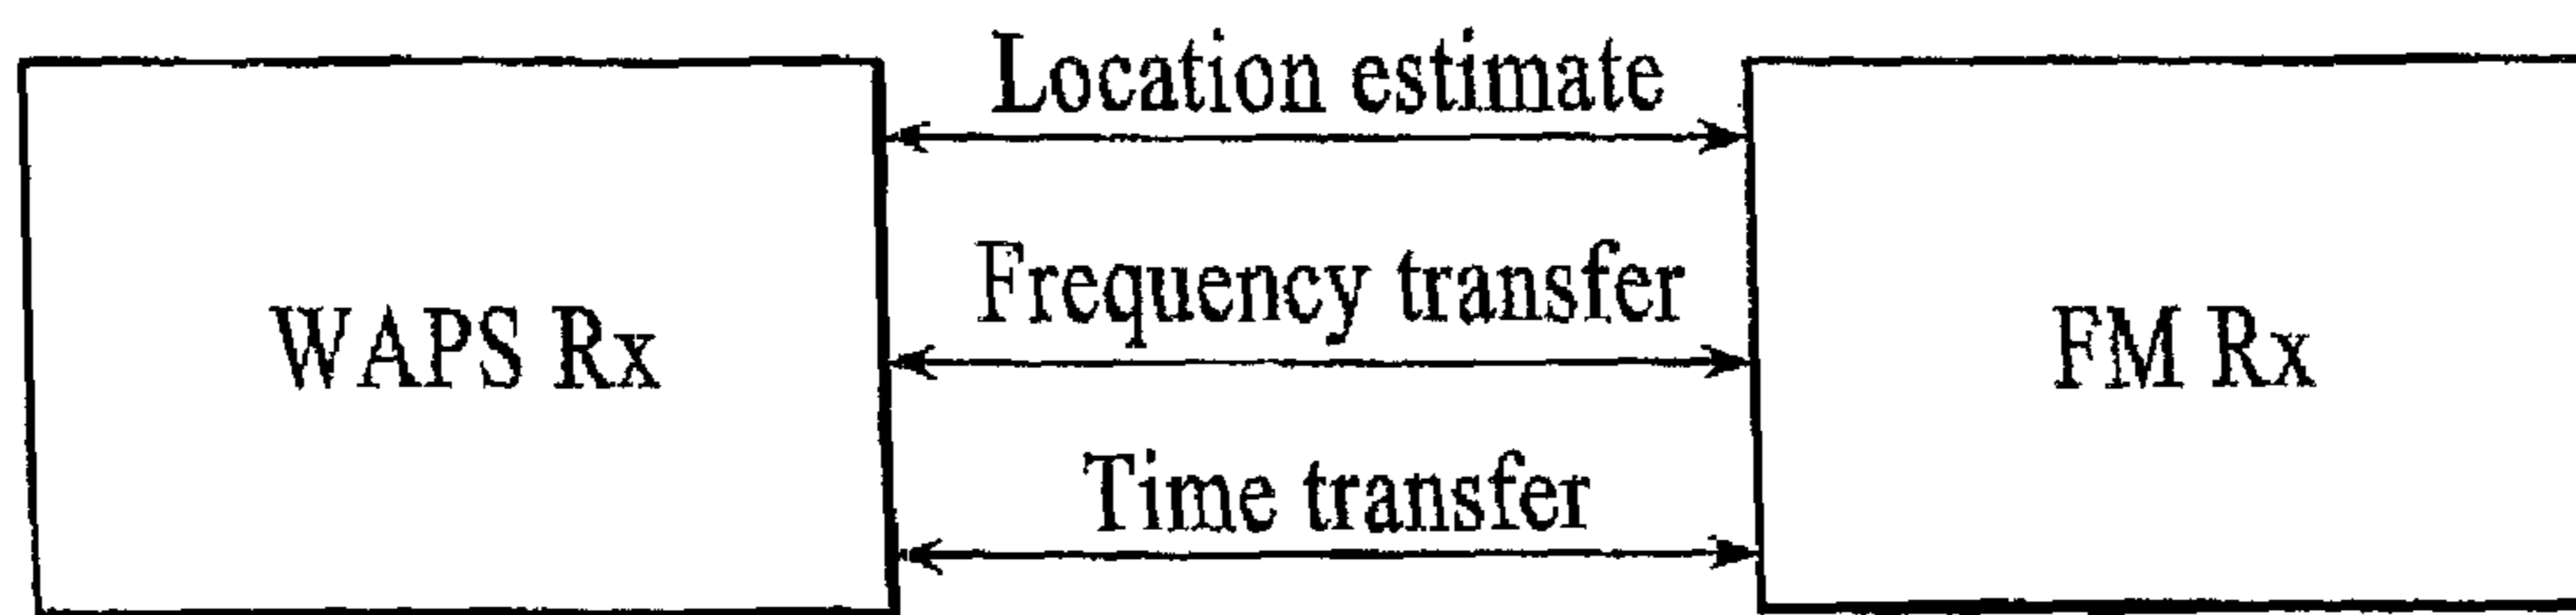 Location estimate
Frequency transfer
WAPS Rx
FM Rx
Time transfer